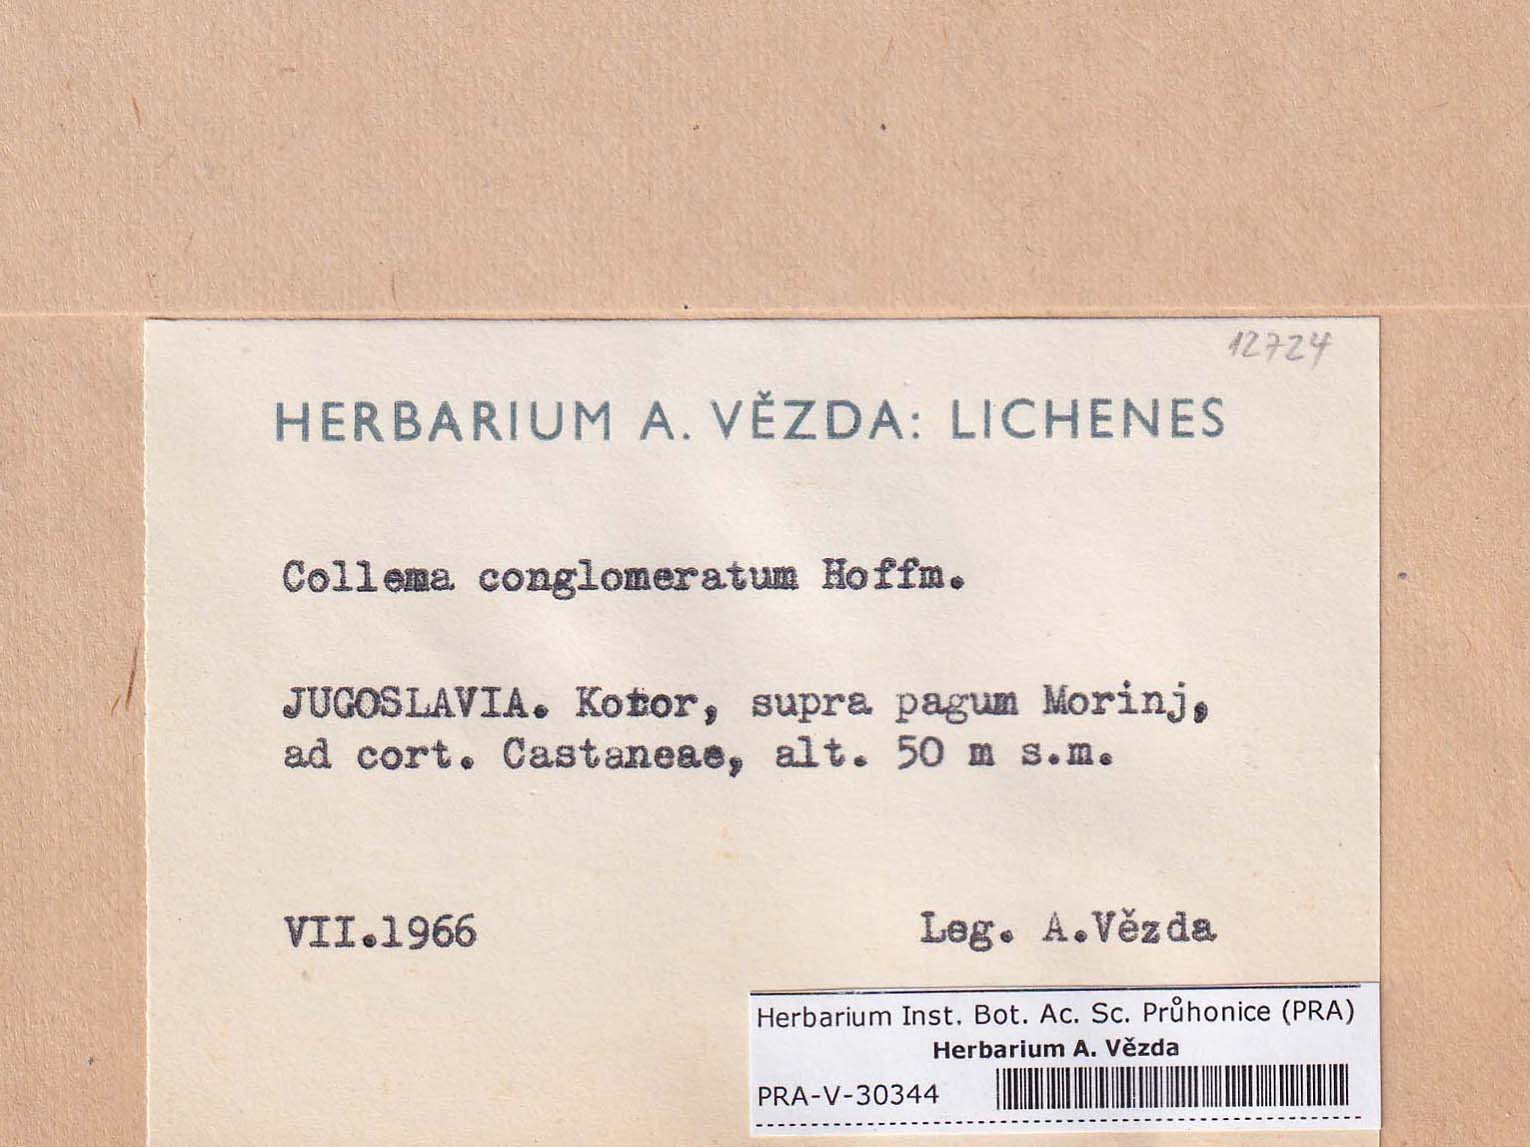 12724
HERBARIUM A. VĚZDA: LICHENES
Collema conglomeratum Hoffm.
JUGOSLAVIA. Kotor, supra pagum Morinj,
ad cort. Castaneae, alt. 50 m s.m.
VII.1966
Leg. A.Vězda
Herbarium Inst. Bot. Ac. Sc. Průhonice (PRA)
Herbarium A. Vězda
PRA-V-30344